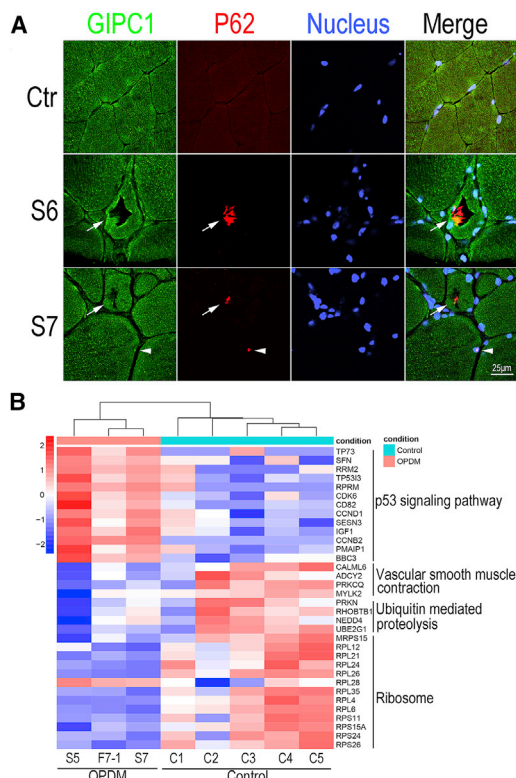 A
GIPC1 P62 Nucleus Merge
Ctr
S6
S7
25μm
B
2
1
0
−1
−2
condition
condition
Control
OPDM
TP73
SFN
RRM2
TP53I3
RPRM
CDK6
CD82
CCND1
SESN3
IGF1
CCNB2
PMAIP1
BBC3
p53 signaling pathway
CALML6
ADCY2
PRKCQ
MYLK2
Vascular smooth muscle
contraction
PRKN
RHOBTB1
NEDD4
UBE2G1
Ubiquitin mediated
proteolysis
MRPS15
RPL12
RPL21
RPL24
RPL26
RPL28
RPL35
RPL4
RPL6
RPS11
RPS15A
RPS24
RPS26
Ribosome
S5 F7-1 S7 C1 C2 C3 C4 C5
OPDM Control